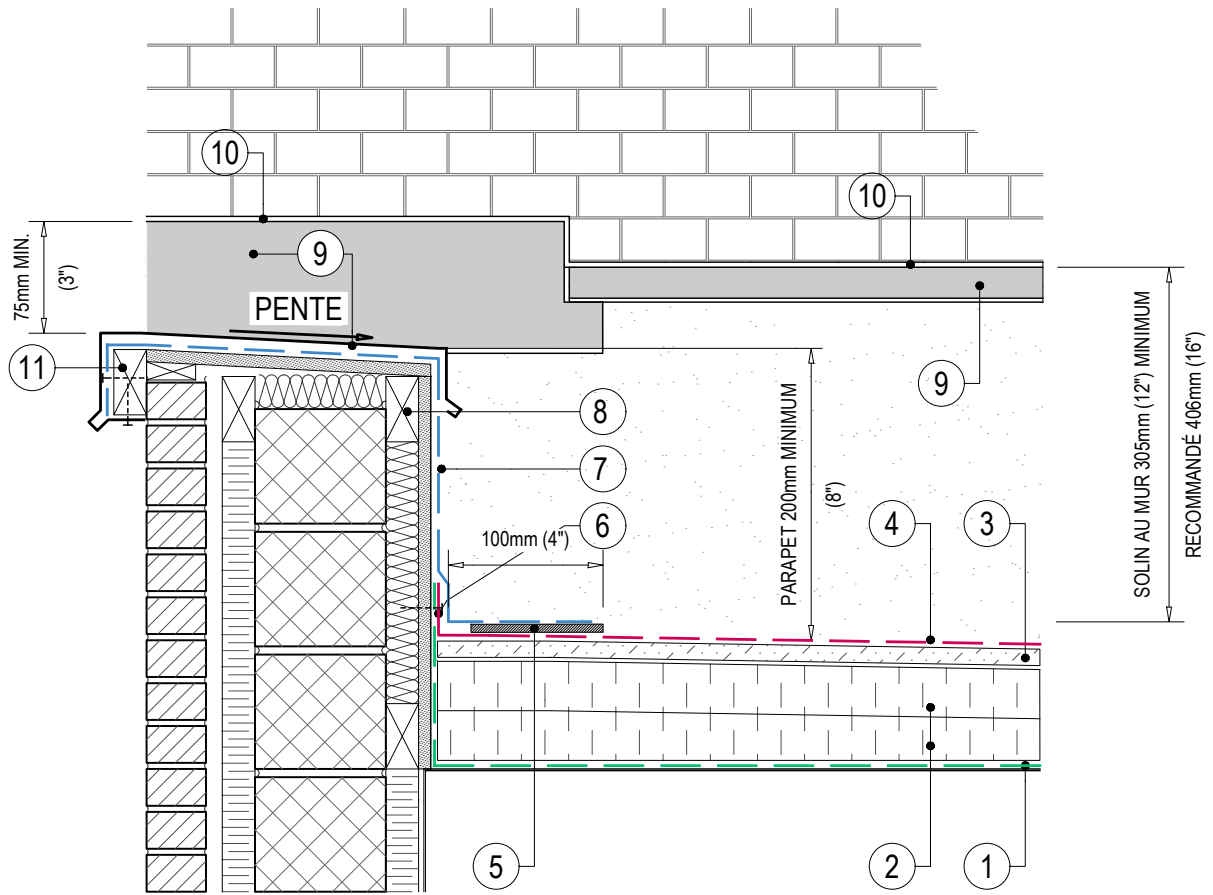 10
10
75mm MIN.
(3")
9
PENTE
9
11
8
7
6
100mm (4")
PARAPET 200mm MINIMUM
(8")
SOLIN AU MUR 305mm (12") MINIMUM
RECOMMANDÉ 406mm (16")
4
3
5
2
1